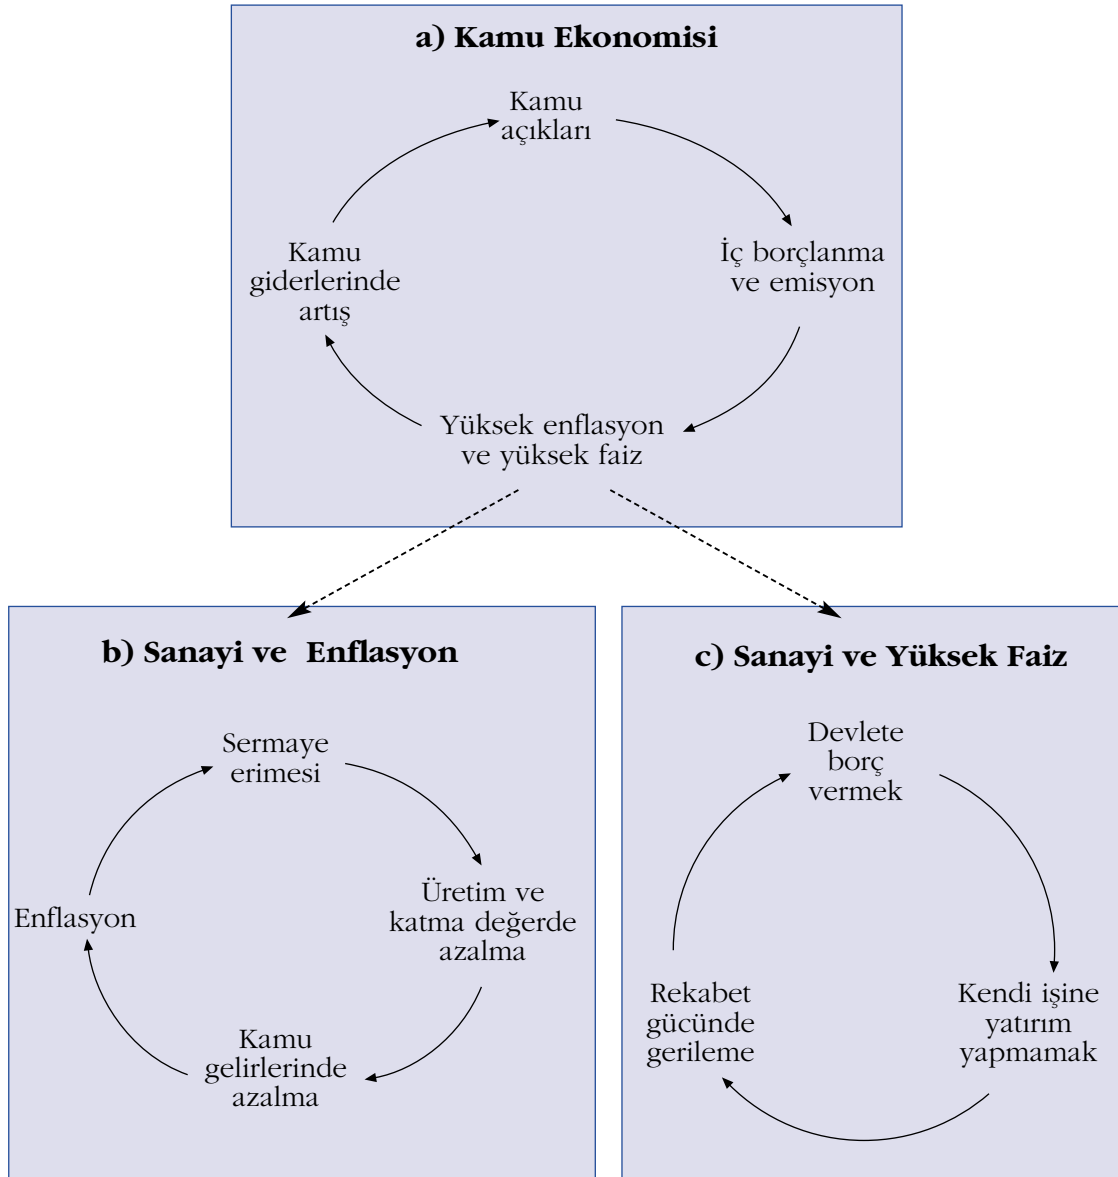 a) Kamu Ekonomisi
Kamu
açıkları
İç borçlanma
ve emisyon
Yüksek enflasyon
ve yüksek faiz
Kamu
giderlerinde
artış
b) Sanayi ve Enflasyon
Sermaye
erimesi
Üretim ve
katma değerde
azalma
Kamu
gelirlerinde
azalma
Enflasyon
c) Sanayi ve Yüksek Faiz
Devlete
borç
vermek
Kendi işine
yatırım
yapmamak
Rekabet
gücünde
gerileme